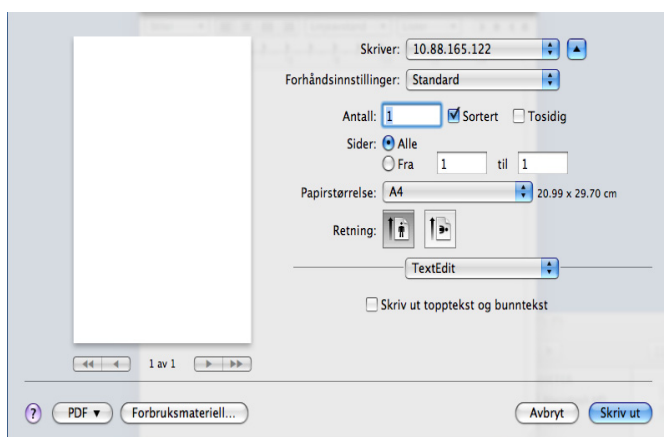 Skriver: 10.88.165.122
Forhåndsinnstillinger: Standard
Antall: 1 Sortert Tosidig
Sider: Alle
Fra 1 til 1
Papirstørrelse: A4 20.99 x 29.70 cm
Retning:
TextEdit
Skriv ut topptekst og bunntekst
1 av 1
? PDF ▼ Forbruksmateriell... Avbryt Skriv ut